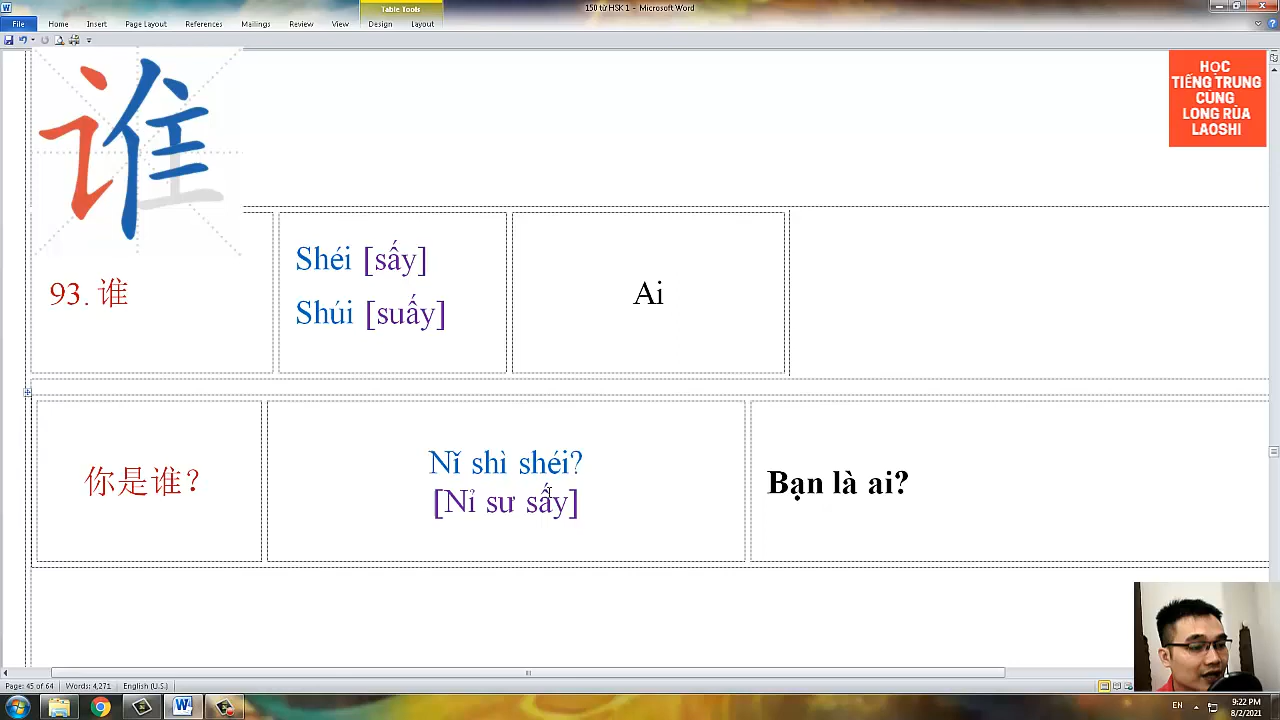 Table Tools
150 từ HSK 1 - Microsoft Word
File Home Insert Page Layout References Mailings Review View Design Layout
谁
HỌC
TIẾNG TRUNG
CÙNG
LONG RÙA
LAOSHI
93. 谁
Shéi [sấy]
Shúi [suấy]
Ai
你是谁?
Nǐ shì shéi?
[Nỉ sư sấy]
Bạn là ai?
Page: 45 of 64 Words: 4,271 English (U.S.)
EN
9:22 PM
8/2/2021